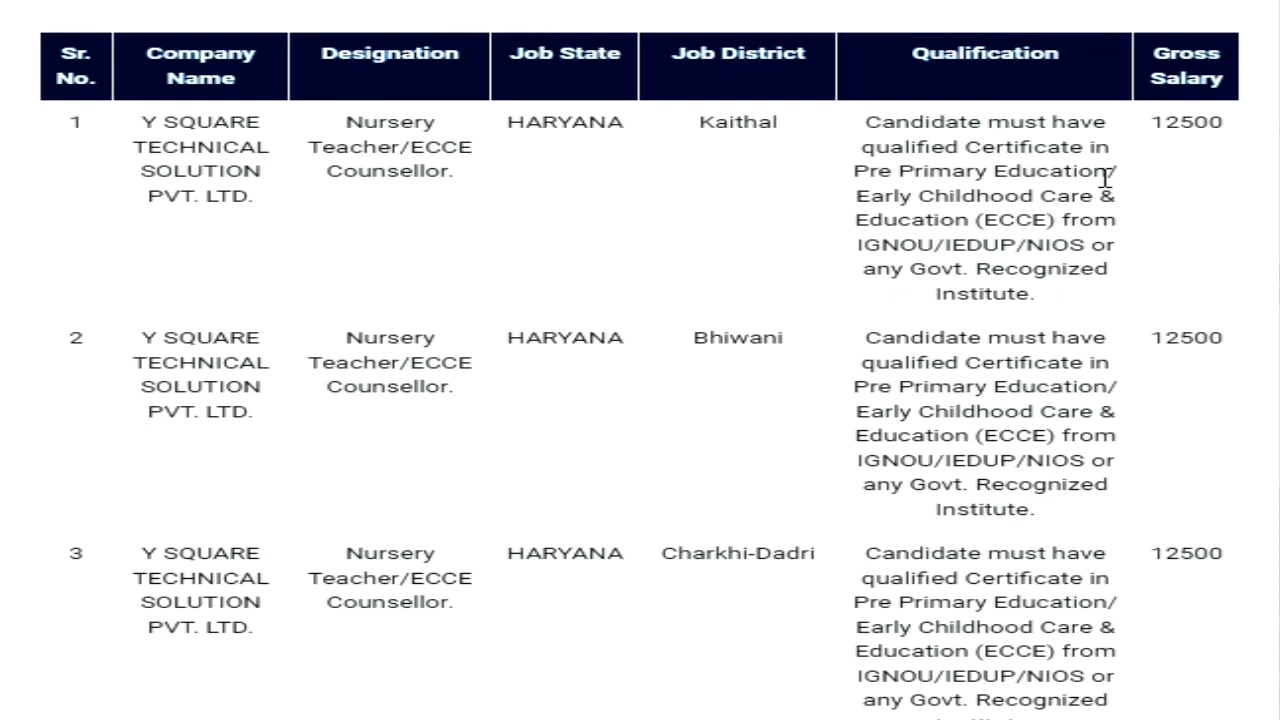 Sr. No. Company Name Designation Job State Job District Qualification Gross Salary
1 Y SQUARE Nursery HARYANA Kaithal Candidate must have 12500
TECHNICAL Teacher/ECCE qualified Certificate in
SOLUTION Counsellor. Pre Primary Education/
PVT. LTD. Early Childhood Care &
Education (ECCE) from
IGNOU/IEDUP/NIOS or
any Govt. Recognized
Institute.
2 Y SQUARE Nursery HARYANA Bhiwani Candidate must have 12500
TECHNICAL Teacher/ECCE qualified Certificate in
SOLUTION Counsellor. Pre Primary Education/
PVT. LTD. Early Childhood Care &
Education (ECCE) from
IGNOU/IEDUP/NIOS or
any Govt. Recognized
Institute.
3 Y SQUARE Nursery HARYANA Charkhi-Dadri Candidate must have 12500
TECHNICAL Teacher/ECCE qualified Certificate in
SOLUTION Counsellor. Pre Primary Education/
PVT. LTD. Early Childhood Care &
Education (ECCE) from
IGNOU/IEDUP/NIOS or
any Govt. Recognized